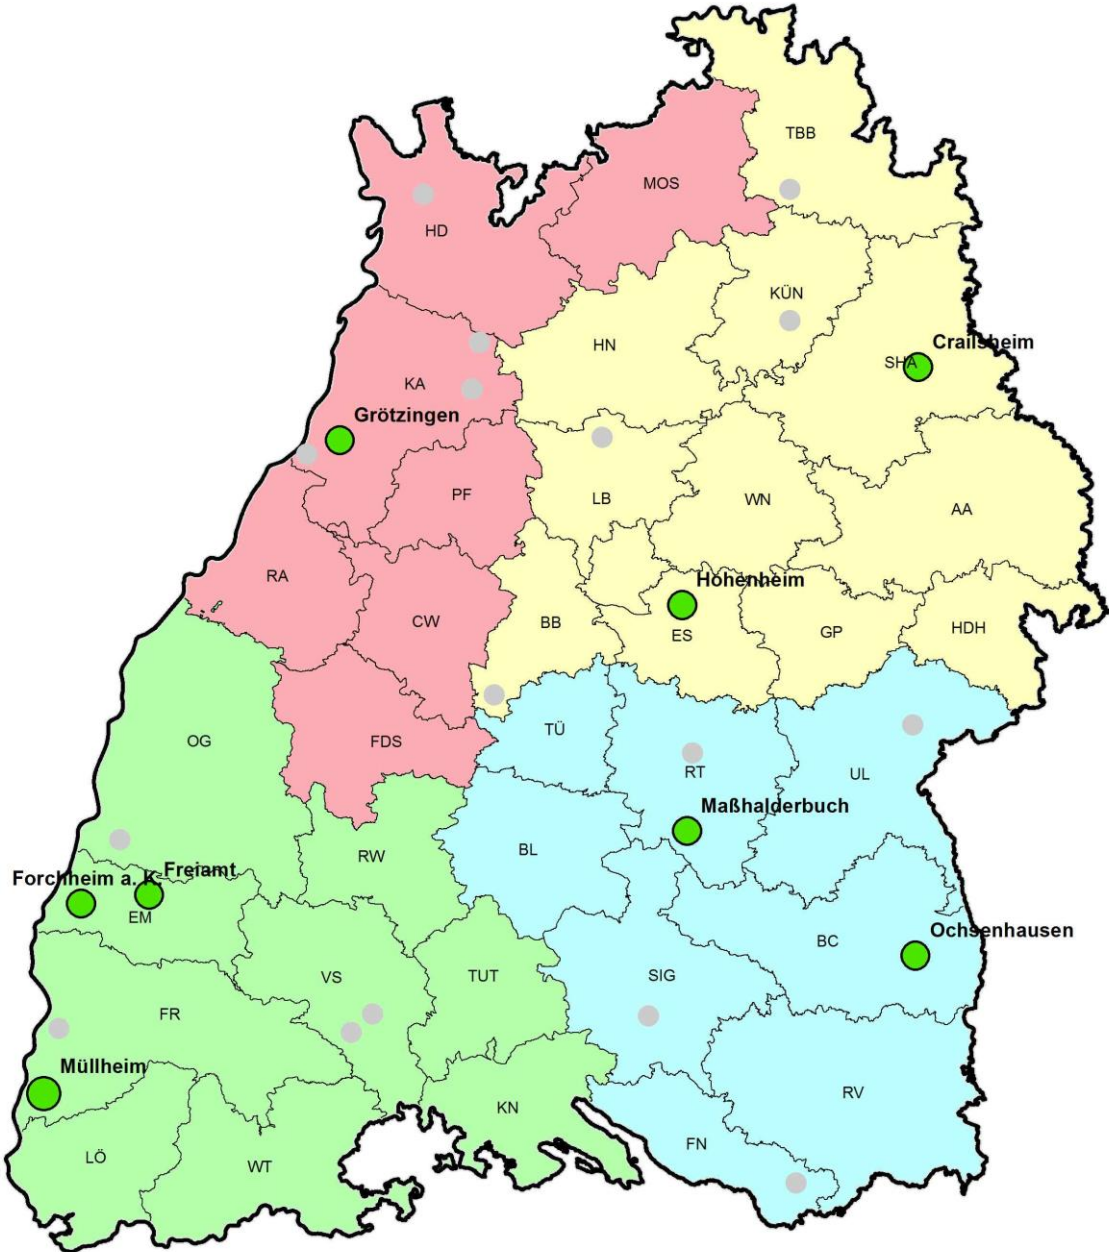 TBB
MOS
HD
KÜN
HN
Crailsheim
SHA
KA
Grötzingen
PF
LB
WN
AA
RA
Hohenheim
CW
BB
ES
GP
HDH
OG
FDS
TÜ
RT
UL
Maßhalderbuch
RW
BL
Forchheim a. K.
Freiamt
EM
Ochsenhausen
BC
VS
TUT
SIG
FR
Müllheim
RV
KN
FN
LÖ
WT